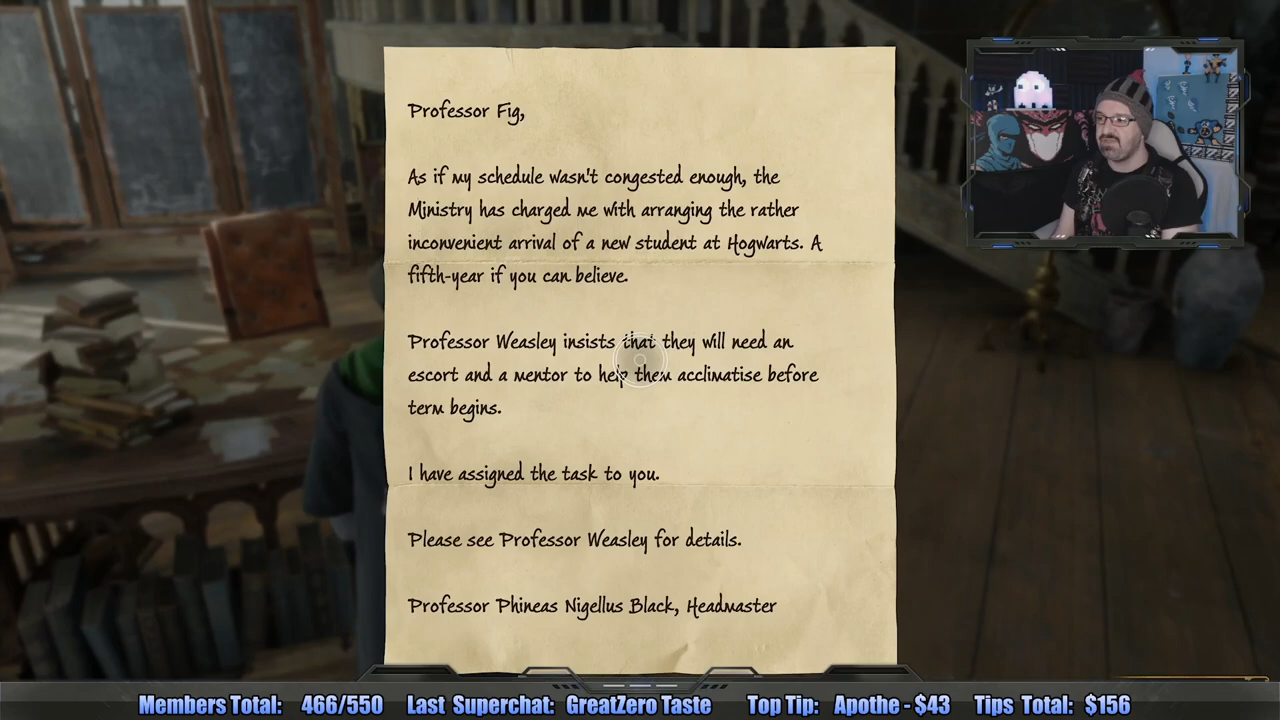 Professor Fig,
As if my schedule wasn't congested enough, the
Ministry has charged me with arranging the rather
inconvenient arrival of a new student at Hogwarts. A
fifth-year if you can believe.
Professor Weasley insists that they will need an
escort and a mentor to help them acclimatise before
term begins.
I have assigned the task to you.
Please see Professor Weasley for details.
Professor Phineas Nigellus Black, Headmaster
Members Total: 466/550 Last Superchat: GreatZero Taste Top Tip: Apothe - $43 Tips Total: $156